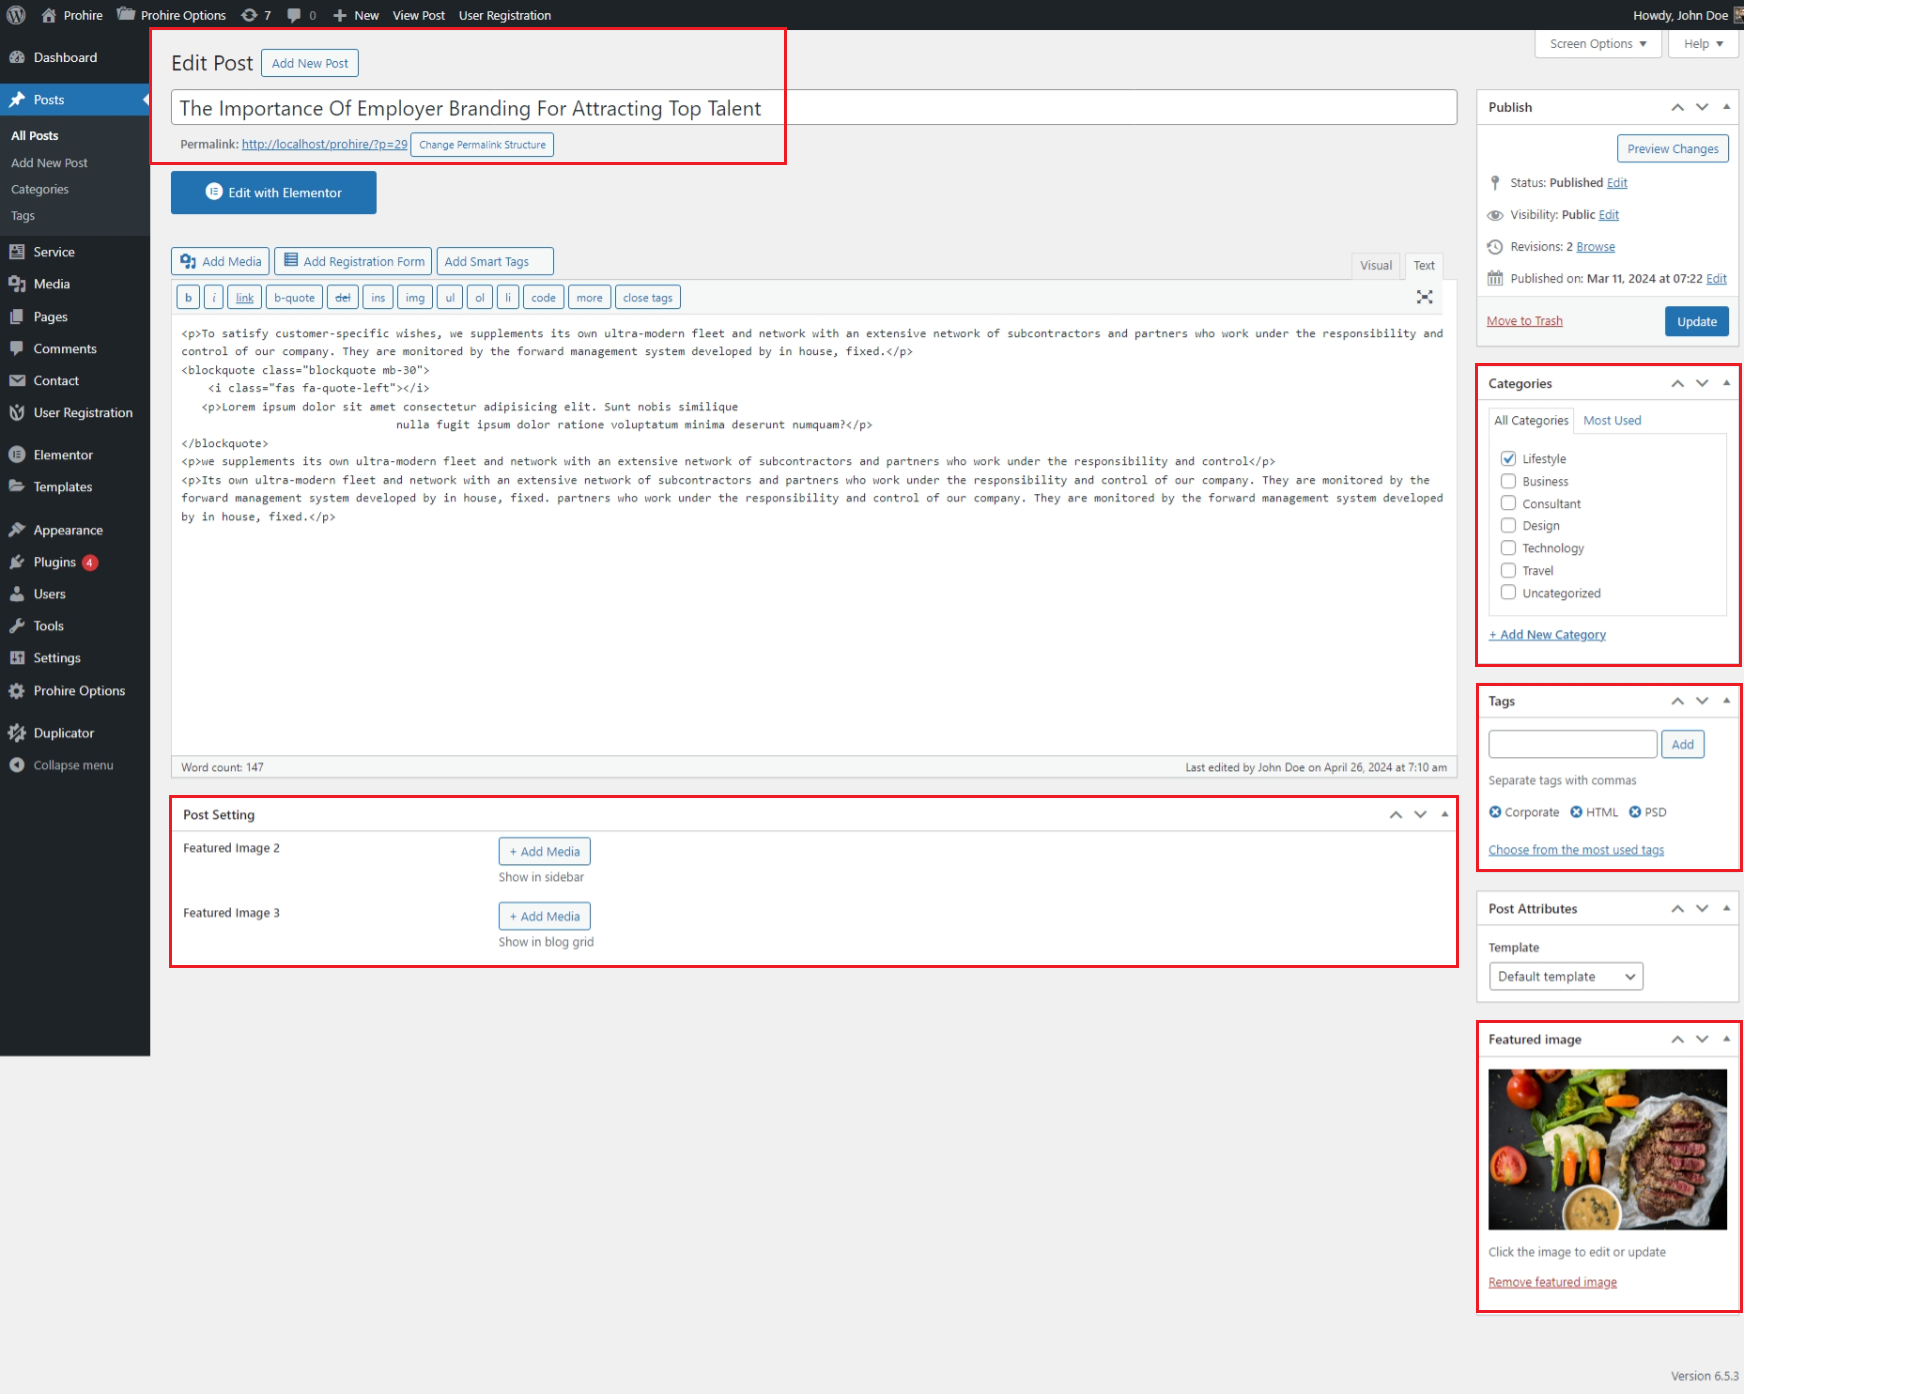 Prohire Prohire Options 7 0 New View Post User Registration Howdy, John Doe
Dashboard
Posts
All Posts
Add New Post
Categories
Tags
Service
Media
Pages
Comments
Contact
User Registration
Elementor
Templates
Appearance
Plugins 4
Users
Tools
Settings
Prohire Options
Duplicator
Collapse menu
Screen Options Help
Edit Post Add New Post
The Importance Of Employer Branding For Attracting Top Talent
Permalink: http://localhost/prohire/?p=29 Change Permalink Structure
Edit with Elementor
Add Media Add Registration Form Add Smart Tags
Visual Text
b i link b-quote del ins img ul ol li code more close tags
<p>To satisfy customer-specific wishes, we supplements its own ultra-modern fleet and network with an extensive network of subcontractors and partners who work under the responsibility and
control of our company. They are monitored by the forward management system developed by in house, fixed.</p>
<blockquote class="blockquote mb-30">
<i class="fas fa-quote-left"></i>
<p>Lorem ipsum dolor sit amet consectetur adipisicing elit. Sunt nobis similique
nulla fugit ipsum dolor ratione voluptatum minima deserunt numquam?</p>
</blockquote>
<p>we supplements its own ultra-modern fleet and network with an extensive network of subcontractors and partners who work under the responsibility and control</p>
<p>Its own ultra-modern fleet and network with an extensive network of subcontractors and partners who work under the responsibility and control of our company. They are monitored by the
forward management system developed by in house, fixed. partners who work under the responsibility and control of our company. They are monitored by the forward management system developed
by in house, fixed.</p>
Word count: 147 Last edited by John Doe on April 26, 2024 at 7:10 am
Post Setting
Featured Image 2 + Add Media
Show in sidebar
Featured Image 3 + Add Media
Show in blog grid
Publish
Preview Changes
Status: Published Edit
Visibility: Public Edit
Revisions: 2 Browse
Published on: Mar 11, 2024 at 07:22 Edit
Move to Trash Update
Categories
All Categories Most Used
Lifestyle
Business
Consultant
Design
Technology
Travel
Uncategorized
+ Add New Category
Tags
Add
Separate tags with commas
Corporate HTML PSD
Choose from the most used tags
Post Attributes
Template
Default template
Featured image
Click the image to edit or update
Remove featured image
Version 6.5.3